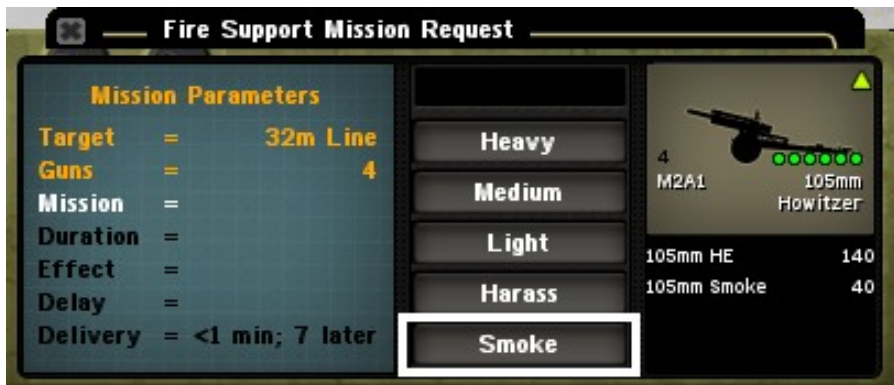 Fire Support Mission Request
Mission Parameters
Target = 32m Line
Guns = 4
Mission =
Duration =
Effect =
Delay =
Delivery = <1 min; 7 later
Heavy
Medium
Light
Harass
Smoke
4
M2A1 105mm
Howitzer
105mm HE 140
105mm Smoke 40